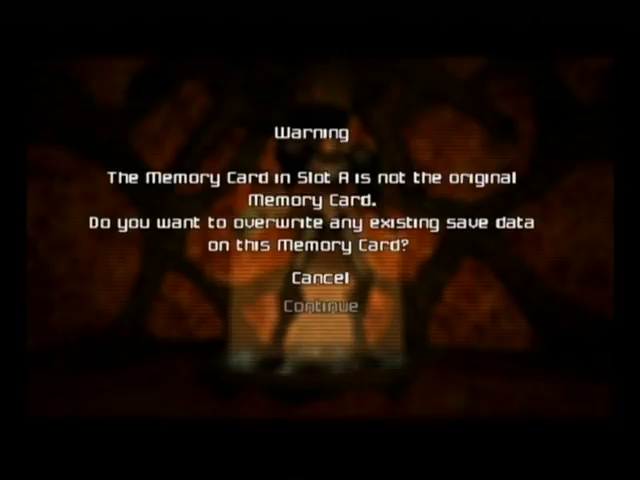 Warning
The Memory Card in Slot A is not the original
Memory Card.
Do you want to overwrite any existing save data
on this Memory Card?
Cancel
Continue